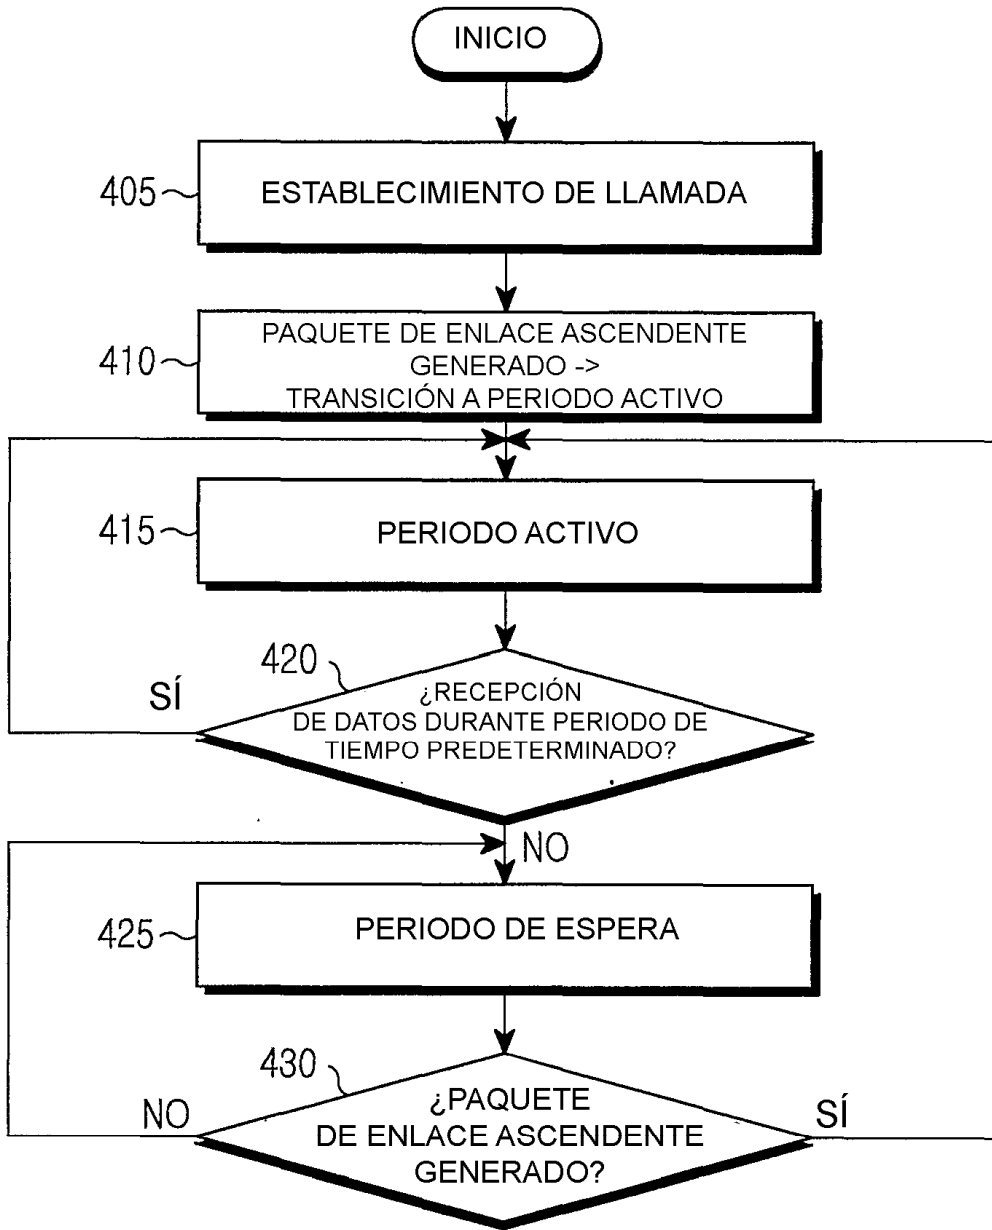 INICIO
405
ESTABLECIMIENTO DE LLAMADA
410
PAQUETE DE ENLACE ASCENDENTE
GENERADO ->
TRANSICIÓN A PERIODO ACTIVO
415
PERIODO ACTIVO
420
SÍ
¿RECEPCIÓN
DE DATOS DURANTE PERIODO DE
TIEMPO PREDETERMINADO?
NO
425
PERIODO DE ESPERA
430
NO
¿PAQUETE
DE ENLACE ASCENDENTE
GENERADO?
SÍ